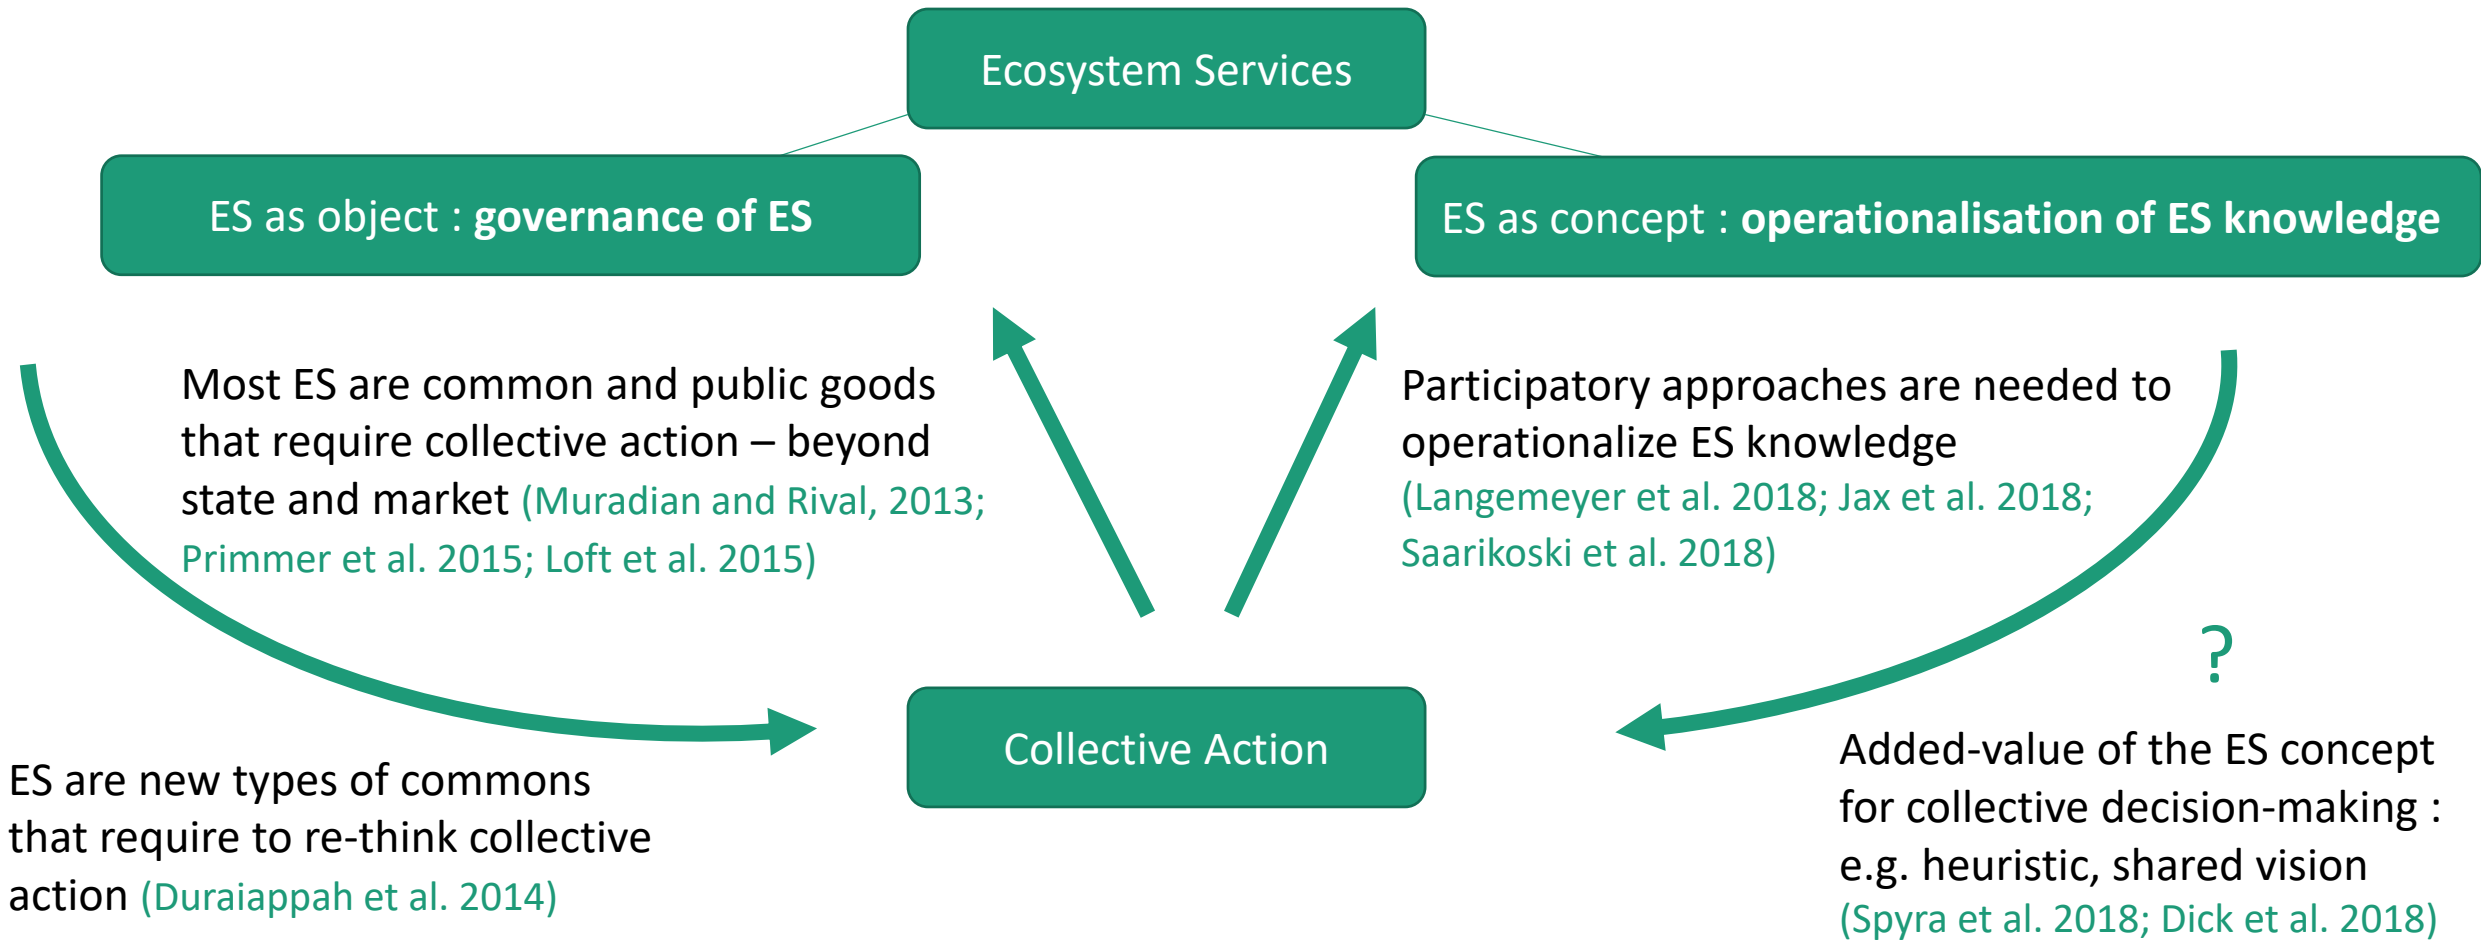 Ecosystem Services
ES as object : governance of ES
ES as concept : operationalisation of ES knowledge
Most ES are common and public goods
that require collective action – beyond
state and market (Muradian and Rival, 2013;
Primmer et al. 2015; Loft et al. 2015)
Participatory approaches are needed to
operationalize ES knowledge
(Langemeyer et al. 2018; Jax et al. 2018;
Saarikoski et al. 2018)
?
Collective Action
ES are new types of commons
that require to re-think collective
action (Duraiappah et al. 2014)
Added-value of the ES concept
for collective decision-making :
e.g. heuristic, shared vision
(Spyra et al. 2018; Dick et al. 2018)